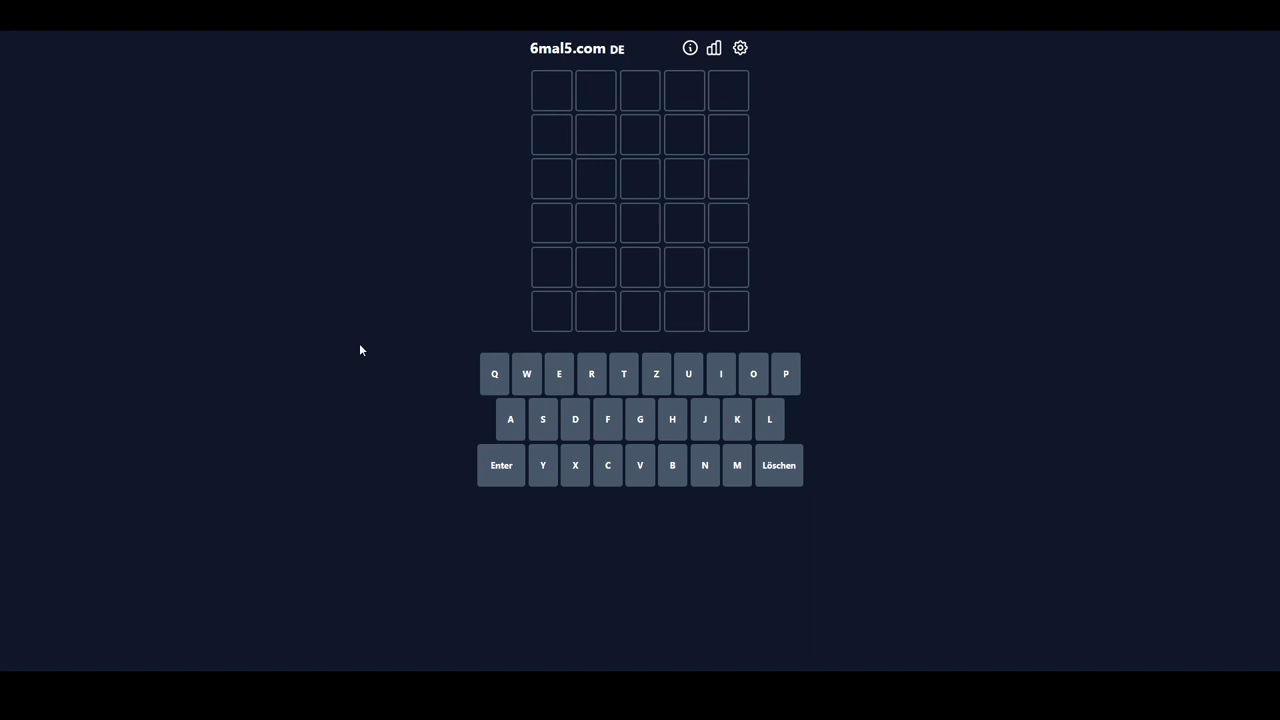 6mal5.com DE
Q W E R T Z U I O P
A S D F G H J K L
Enter Y X C V B N M Löschen